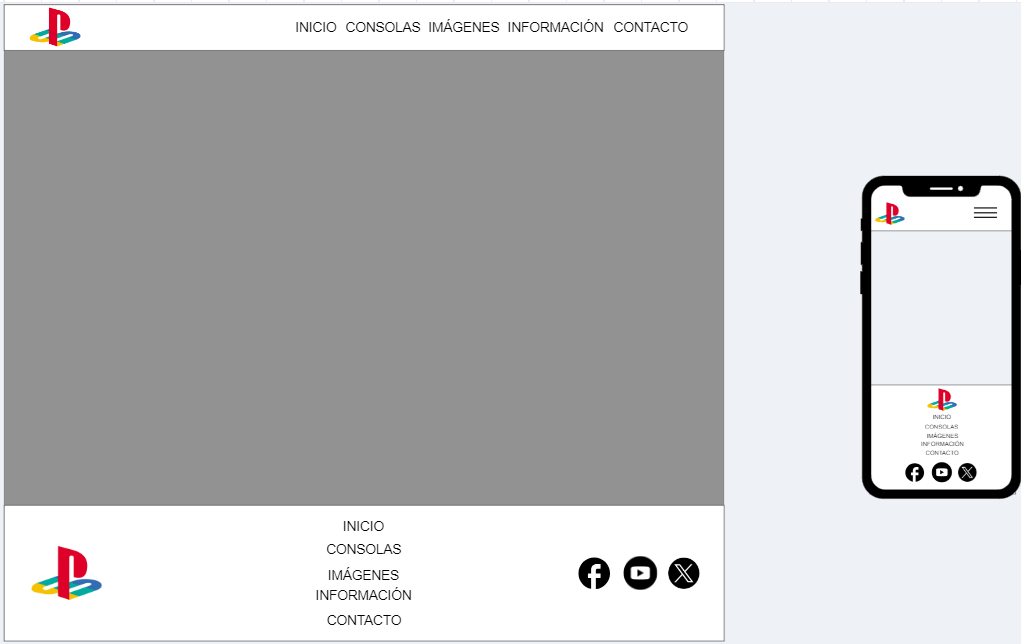 INICIO CONSOLAS IMÁGENES INFORMACIÓN CONTACTO
INICIO
CONSOLAS
IMÁGENES
INFORMACIÓN
CONTACTO
INICIO
CONSOLAS
IMÁGENES
INFORMACIÓN
CONTACTO